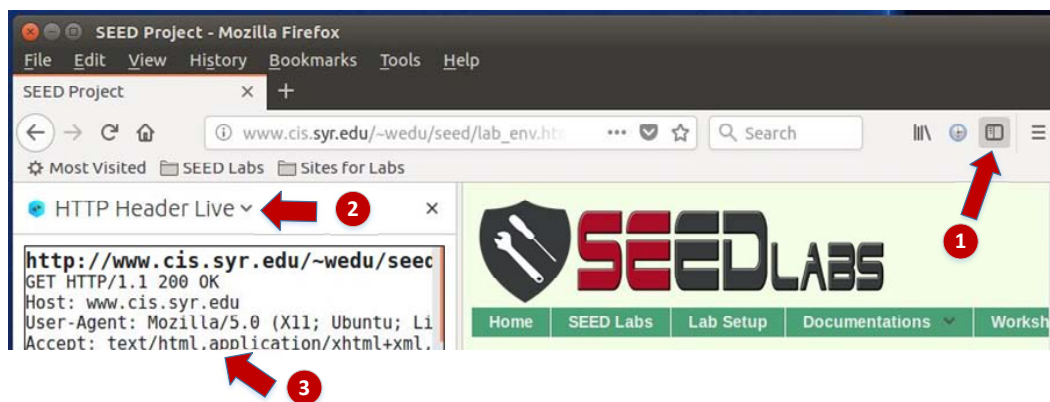 SEED Project - Mozilla Firefox
File Edit View History Bookmarks Tools Help
SEED Project
www.cis.syr.edu/~wedu/seed/lab_env.ht
Search
Most Visited SEED Labs Sites for Labs
HTTP Header Live
2
1
http://www.cis.syr.edu/~wedu/seed
GET HTTP/1.1 200 OK
Host: www.cis.syr.edu
User-Agent: Mozilla/5.0 (X11; Ubuntu; Li
Accept: text/html,application/xhtml+xml,
SEEDLABS
Home SEED Labs Lab Setup Documentations Worksh
3